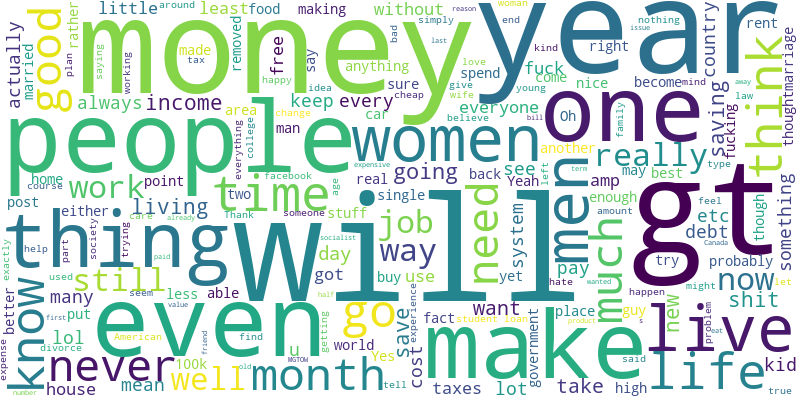 money
year
will
gt
people
one
even
make
thing
women
men
time
think
know
live
life
month
never
still
work
need
much
now
job
way
go
well
good
really
income
living
going
want
save
cost
debt
shit
something
saving
country
kid
new
pay
take
lot
taxes
house
mean
many
lol
day
got
use
buy
see
system
etc
amp
every
keep
always
least
little
without
food
around
making
removed
rather
made
tax
free
say
anything
sure
spend
fuck
come
nice
become
mind
right
rent
end
nothing
issue
woman
reason
simply
bad
last
love
give
wife
young
kind
idea
happy
cheap
believe
bill
everyone
actually
married
plan
saying
working
area
car
man
Oh
another
law
away
thought
marriage
fucking
type
home
point
two
real
single
back
Yeah
may
best
enough
amount
feel
though
probably
Canada
try
happen
might
let
post
either
course
care
already
Thank
someone
stuff
everything
college
facebook
change
age
expensive
left
term
family
yet
hate
wanted
place
guy
problem
eat
said
product
s
high
government
student loan
experience
fact
world
Yes
tell
MGTOW
100k
u
getting
find
American
divorce
friend
old
value
half
socialist
seem
able
less
used
paid
trying
society
part
help
exactly
better
put
first
expense
number
true